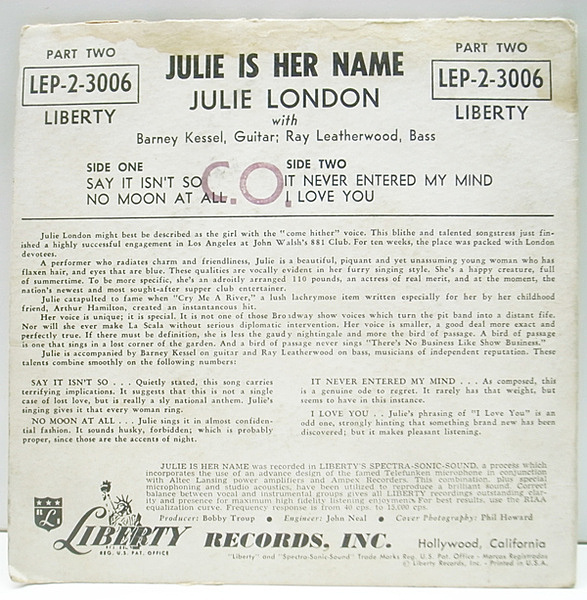 PART TWO
LEP-2-3006
LIBERTY
JULIE IS HER NAME
JULIE LONDON
with
Barney Kessel, Guitar; Ray Leatherwood, Bass
PART TWO
LEP-2-3006
LIBERTY
SIDE ONE
SAY IT ISN'T SO
NO MOON AT ALL
C.O.
SIDE TWO
IT NEVER ENTERED MY MIND
I LOVE YOU
Julie London might best be described as the girl with the "come hither" voice. This blithe and talented songstress just fin-
ished a highly successful engagement in Los Angeles at John Walsh's 881 Club. For ten weeks, the place was packed with London
devotees.
A performer who radiates charm and friendliness, Julie is a beautiful, piquant and yet unassuming young woman who has
flaxen hair, and eyes that are blue. These qualities are vocally evident in her furry singing style. She's a happy creature, full
of summertime. To be more specific, she's an adroitly arranged 110 pounds, an actress of real merit, and at the moment, the
nation's newest and most sought-after supper club entertainer.
Julie catapulted to fame when "Cry Me A River," a lush lachrymose item written especially for her by her childhood
friend, Arthur Hamilton, created an instantaneous hit.
Her voice is unique; it is special. It is not one of those Broadway show voices which turn the pit band into a distant fife.
Nor will she ever make La Scala without serious diplomatic intervention. Her voice is smaller, a good deal more exact and
perfectly true. If there must be definition, she is less the gaudy nightingale and more the bird of passage. A bird of passage
is one that sings in a lost corner of the garden. And a bird of passage never sings "There's No Business Like Show Business."
Julie is accompanied by Barney Kessel on guitar and Ray Leatherwood on bass, musicians of independent reputation. These
talents combine smoothly on the following numbers:
SAY IT ISN'T SO . . . Quietly stated, this song carries
terrifying implications. It suggests that this is not a single
case of lost love, but is really a sly national anthem. Julie's
singing gives it that every woman ring.
NO MOON AT ALL . . . Julie sings it in almost confiden-
tial fashion. It sounds husky, forbidden; which is probably
proper, since those are the accents of night.
IT NEVER ENTERED MY MIND . . . As composed, this
is a genuine ode to regret. It rarely has that weight, but
seems to have in this instance.
I LOVE YOU . . Julie's phrasing of "I Love You" is an
odd one, strongly hinting that something brand new has been
discovered; but it makes pleasant listening.
JULIE IS HER NAME was recorded in LIBERTY'S SPECTRA-SONIC-SOUND, a process which
incorporates the use of an advance design of the famed Telefunken microphone in conjunction
with Altec Lansing power amplifiers and Ampex Recorders. This combination, plus special
microphoning and studio acoustics, have been utilized to reproduce a brilliant sound. Correct
balance between vocal and instrumental groups gives all LIBERTY recordings outstanding clar-
ity and presence for maximum high fidelity listening enjoyment. For best results, use the RIAA
equalization curve. Frequency response is from 40 cps. to 15,000 cps.
Producer: Bobby Troup • Engineer: John Neal • Cover Photography: Phil Howard
L
LIBERTY RECORDS, INC.
REG. U.S. PAT. OFFICE
Hollywood, California
"Liberty" and "Spectra-Sonic-Sound" Trade Marks Reg. U.S. Pat. Office - Marcas Registradas
© Liberty Records, Inc. - Printed in U.S.A.